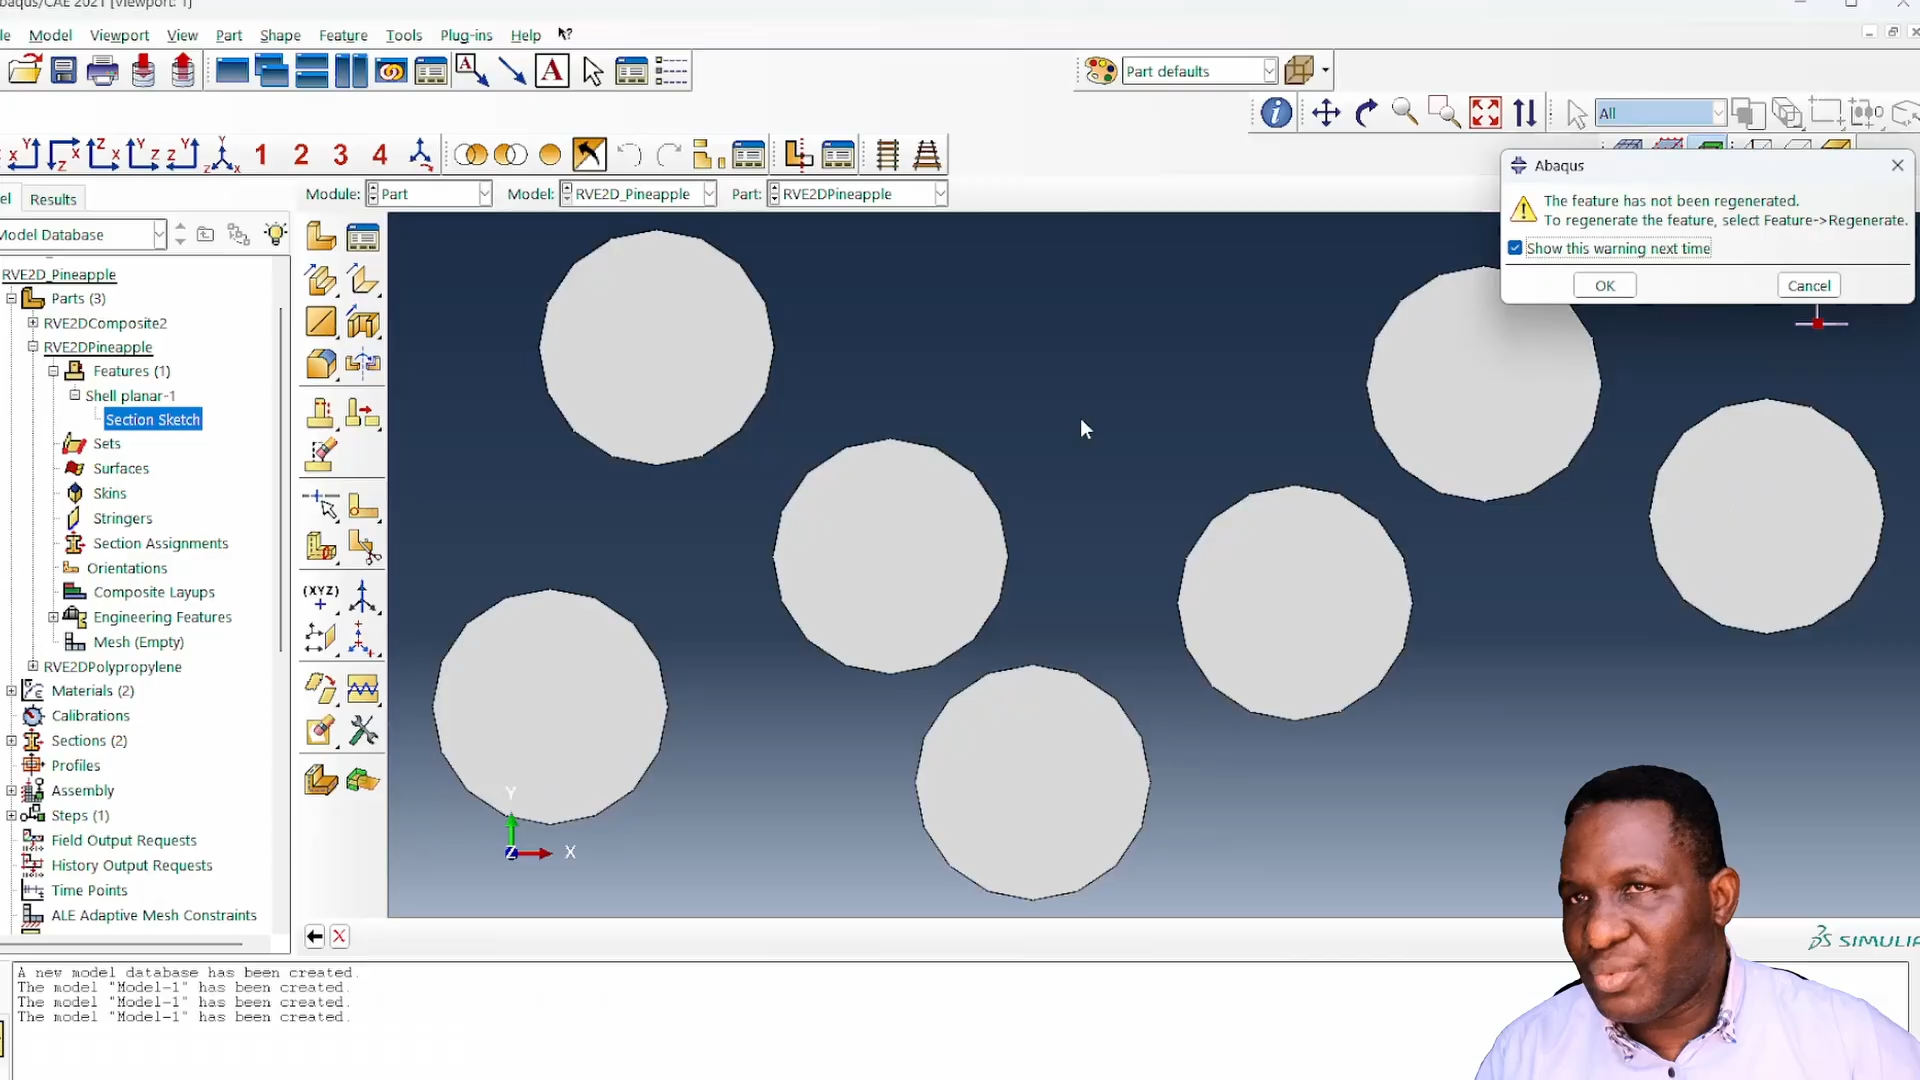 baqus/CAE 2021 [Viewport: 1]
le Model Viewport View Part Shape Feature Tools Plug-ins Help
Part defaults
All
1 2 3 4
el Results
Module: Part Model: RVE2D_Pineapple Part: RVE2DPineapple
Model Database
Abaqus
The feature has not been regenerated.
To regenerate the feature, select Feature->Regenerate.
Show this warning next time
OK Cancel
RVE2D_Pineapple
Parts (3)
RVE2DComposite2
RVE2DPineapple
Features (1)
Shell planar-1
Section Sketch
Sets
Surfaces
Skins
Stringers
Section Assignments
Orientations
Composite Layups
Engineering Features
Mesh (Empty)
RVE2DPolypropylene
Materials (2)
Calibrations
Sections (2)
Profiles
Assembly
Steps (1)
Field Output Requests
History Output Requests
Time Points
ALE Adaptive Mesh Constraints
(XYZ)
Y
Z X
SIMULIA
A new model database has been created.
The model "Model-1" has been created.
The model "Model-1" has been created.
The model "Model-1" has been created.